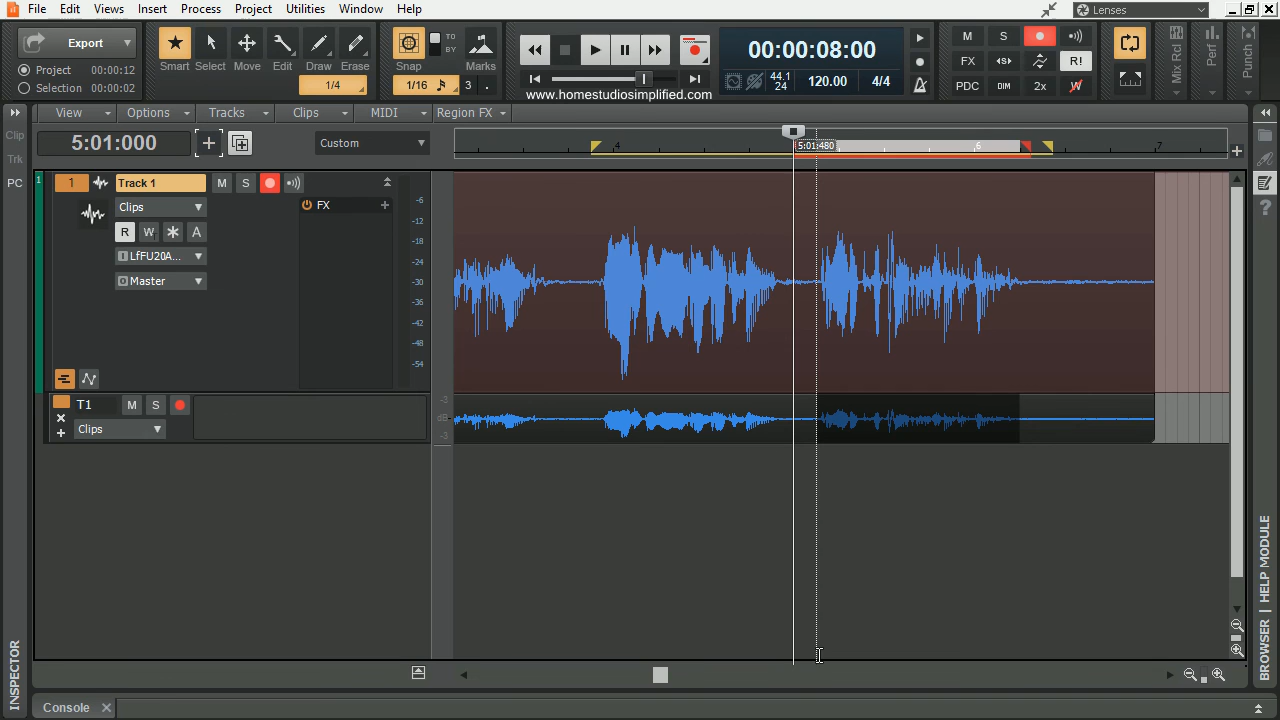 File Edit Views Insert Process Project Utilities Window Help
Lenses
Export
Project 00:00:12
Selection 00:00:02
Smart Select Move Edit Draw Erase
1/4
Snap
TO
BY
Marks
1/16 3 .
www.homestudiosimplified.com
00:00:08:00
44.1
24
120.00 4/4
M S
FX R!
PDC DIM 2x W
Mix Rcl
Perf
Punch
View Options Tracks Clips MIDI Region FX
5:01:000
Custom
4 5:01:480 6 7
Clip
Trk
PC
1
1 Track 1 M S
Clips
FX
R W A
LfFU20A...
Master
-6
-12
-18
-24
-30
-36
-42
-48
-54
T1 M S
Clips
-3
dB
-3
INSPECTOR
BROWSER | HELP MODULE
Console